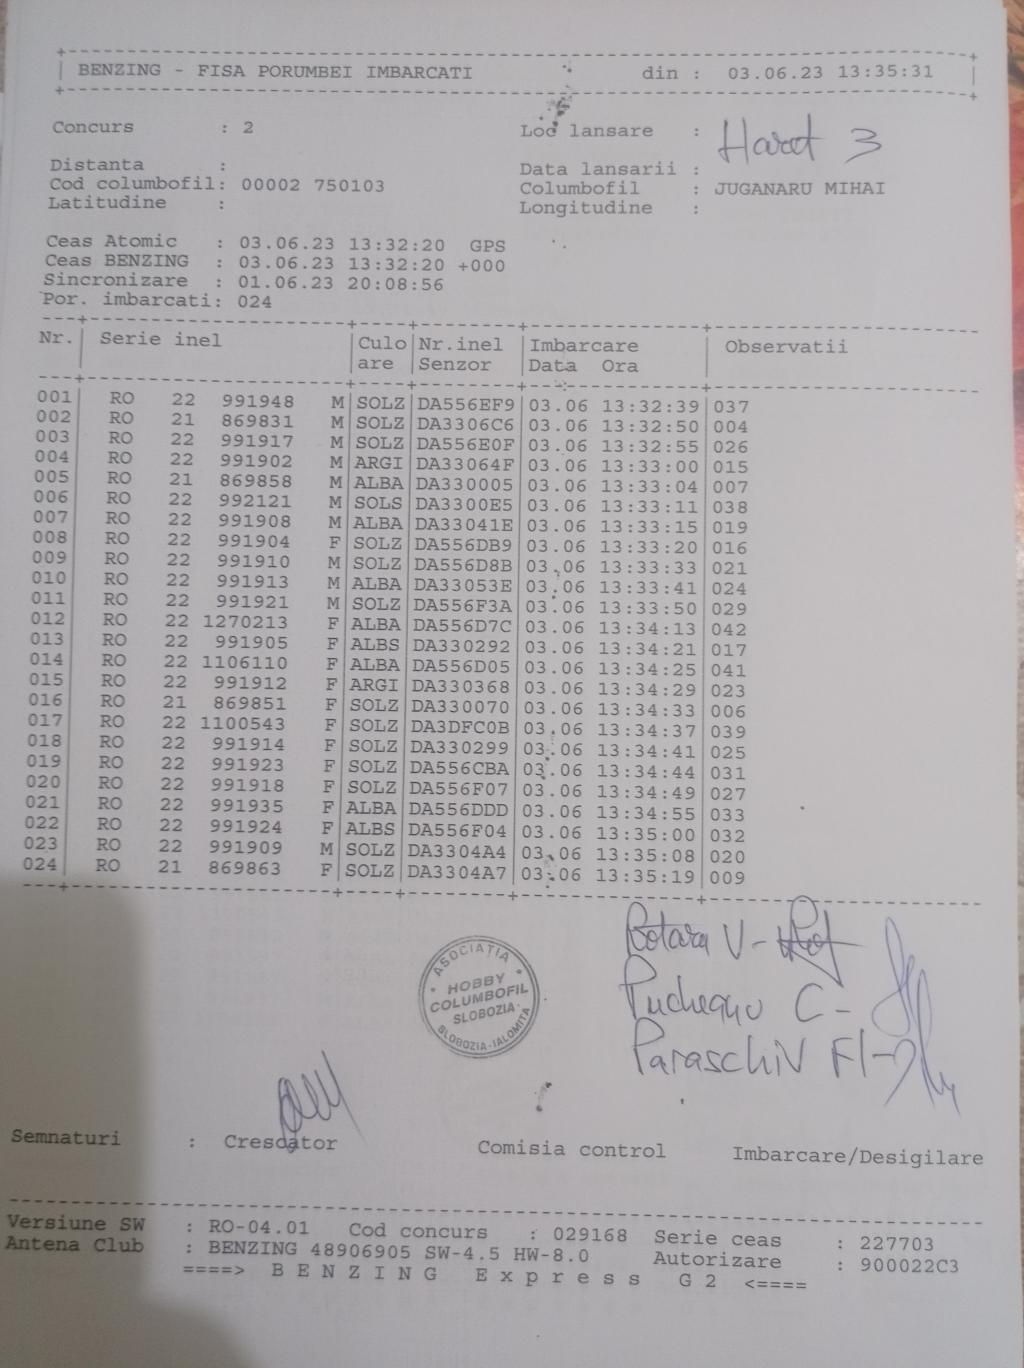 BENZING - FISA PORUMBEI IMBARCATI din : 03.06.23 13:35:31
Concurs : 2 Loc lansare : Harat 3
Distanta : Data lansarii :
Cod columbofil: 00002 750103 Columbofil : JUGANARU MIHAI
Latitudine : Longitudine :
Ceas Atomic : 03.06.23 13:32:20 GPS
Ceas BENZING : 03.06.23 13:32:20 +000
Sincronizare : 01.06.23 20:08:56
Por. imbarcati: 024
Nr. Serie inel Culo Nr.inel Imbarcare Observatii
are Senzor Data Ora
001 RO 22 991948 M SOLZ DA556EF9 03.06 13:32:39 037
002 RO 21 869831 M SOLZ DA3306C6 03.06 13:32:50 004
003 RO 22 991917 M SOLZ DA556E0F 03.06 13:32:55 026
004 RO 22 991902 M ARGI DA33064F 03.06 13:33:00 015
005 RO 21 869858 M ALBA DA330005 03.06 13:33:04 007
006 RO 22 992121 M SOLS DA3300E5 03.06 13:33:11 038
007 RO 22 991908 M ALBA DA33041E 03.06 13:33:15 019
008 RO 22 991904 F SOLZ DA556DB9 03.06 13:33:20 016
009 RO 22 991910 M SOLZ DA556D8B 03.06 13:33:33 021
010 RO 22 991913 M ALBA DA33053E 03.06 13:33:41 024
011 RO 22 991921 M SOLZ DA556F3A 03.06 13:33:50 029
012 RO 22 1270213 F ALBA DA556D7C 03.06 13:34:13 042
013 RO 22 991905 F ALBS DA330292 03.06 13:34:21 017
014 RO 22 1106110 F ALBA DA556D05 03.06 13:34:25 041
015 RO 22 991912 F ARGI DA330368 03.06 13:34:29 023
016 RO 21 869851 F SOLZ DA330070 03.06 13:34:33 006
017 RO 22 1100543 F SOLZ DA3DFC0B 03.06 13:34:37 039
018 RO 22 991914 F SOLZ DA330299 03.06 13:34:41 025
019 RO 22 991923 F SOLZ DA556CBA 03.06 13:34:44 031
020 RO 22 991918 F SOLZ DA556F07 03.06 13:34:49 027
021 RO 22 991935 F ALBA DA556DDD 03.06 13:34:55 033
022 RO 22 991924 F ALBS DA556F04 03.06 13:35:00 032
023 RO 22 991909 M SOLZ DA3304A4 03.06 13:35:08 020
024 RO 21 869863 F SOLZ DA3304A7 03.06 13:35:19 009
V -
ASOCIATIA
HOBBY
COLUMBOFIL
SLOBOZIA
SLOBOZIA-IALOMITA
C -
Paraschiv Fl -
Semnaturi : Crescator Comisia control Imbarcare/Desigilare
Versiune SW : RO-04.01 Cod concurs : 029168 Serie ceas : 227703
Antena Club : BENZING 48906905 SW-4.5 HW-8.0 Autorizare : 900022C3
====> B E N Z I N G E x p r e s s G 2 <====